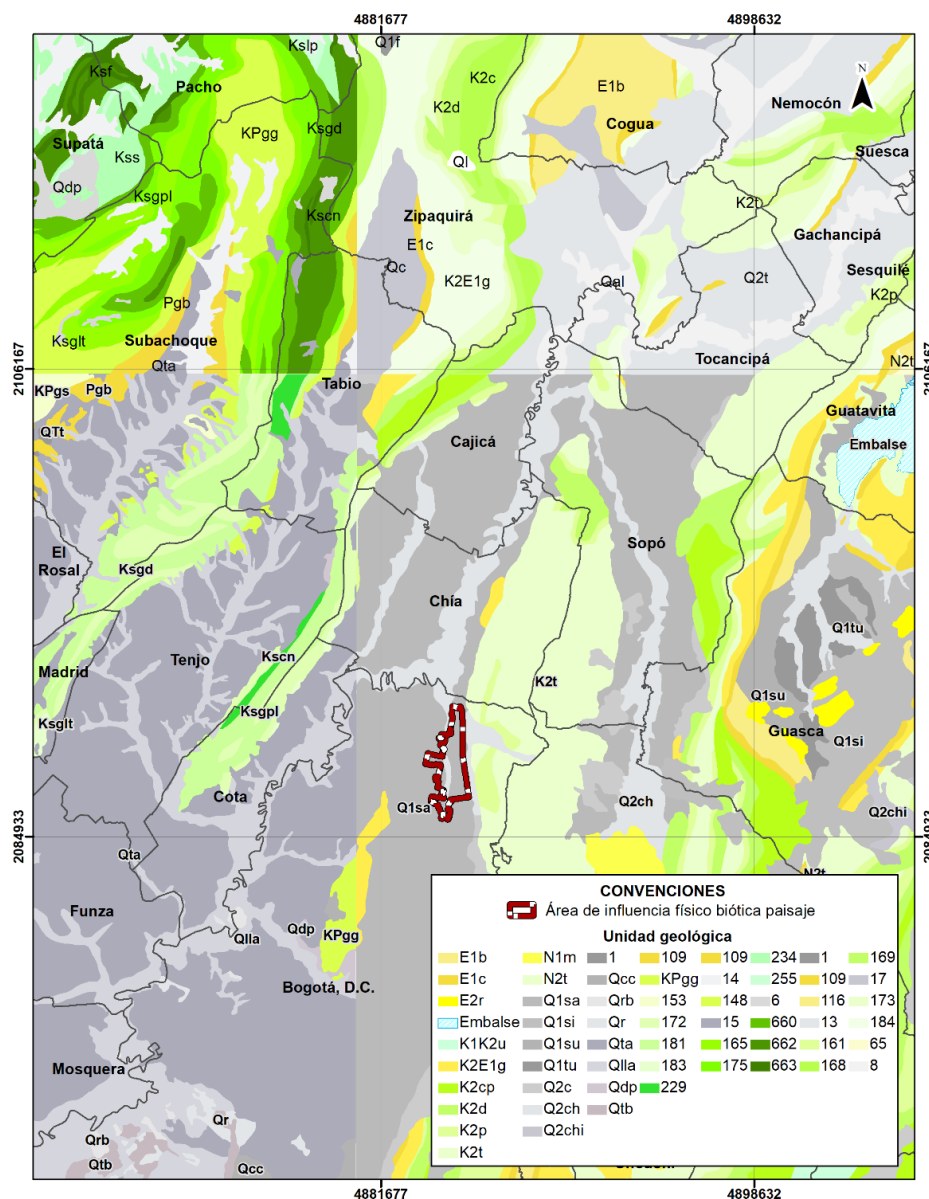 4881677
4898632
Kslp
Q1f
Ksf
Pacho
K2c
E1b
N
Nemocón
K2d
Cogua
KPgg
Ksgd
Supatá
Kss
Ql
Suesca
Qdp
Ksgpl
K2t
Kscn
Zipaquirá
Gachancipá
E1c
Qc
K2E1g
Qal
Q2t
Sesquilé
K2p
Pgb
Ksglt
Subachoque
Qta
Tocancipá
N2t
2106167
2106167
KPgs
Pgb
Tabio
QTt
Guatavita
Cajicá
Embalse
El
Rosal
Sopó
Ksgd
Chía
Q1tu
Kscn
Tenjo
Madrid
K2t
Q1su
Ksgpl
Ksglt
Guasca
Q1si
Cota
Q1sa
Q2ch
Q2chi
2084933
2084933
Qta
N2t
Funza
Qlla
Qdp
KPgg
Bogotá, D.C.
Mosquera
Qr
Qrb
Qtb
Qcc
CONVENCIONES
Área de influencia físico biótica paisaje
Unidad geológica
E1b N1m 1 109 109 234 1 169
E1c N2t Qcc KPgg 14 255 109 17
E2r Q1sa Qrb 153 148 6 116 173
Embalse Q1si Qr 172 15 660 13 184
K1K2u Q1su Qta 181 165 662 161 65
K2E1g Q1tu Qlla 183 175 663 168 8
K2cp Q2c Qdp 229
K2d Q2ch Qtb
K2p Q2chi
K2t
4881677
4898632